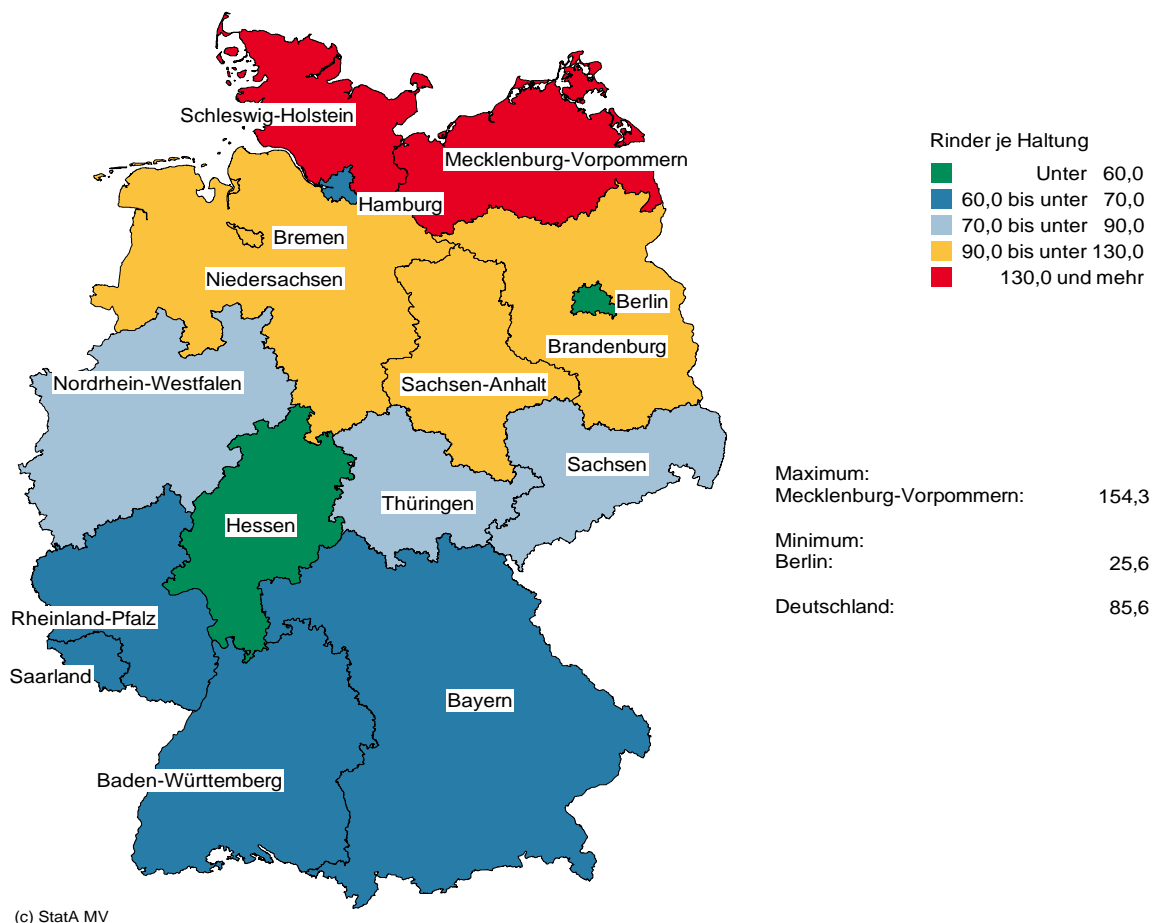 Schleswig-Holstein
Mecklenburg-Vorpommern
Hamburg
Bremen
Niedersachsen
Berlin
Brandenburg
Nordrhein-Westfalen
Sachsen-Anhalt
Sachsen
Thüringen
Hessen
Rheinland-Pfalz
Saarland
Bayern
Baden-Württemberg
Rinder je Haltung
Unter 60,0
60,0 bis unter 70,0
70,0 bis unter 90,0
90,0 bis unter 130,0
130,0 und mehr
Maximum:
Mecklenburg-Vorpommern: 154,3
Minimum:
Berlin: 25,6
Deutschland: 85,6
(c) StatA MV